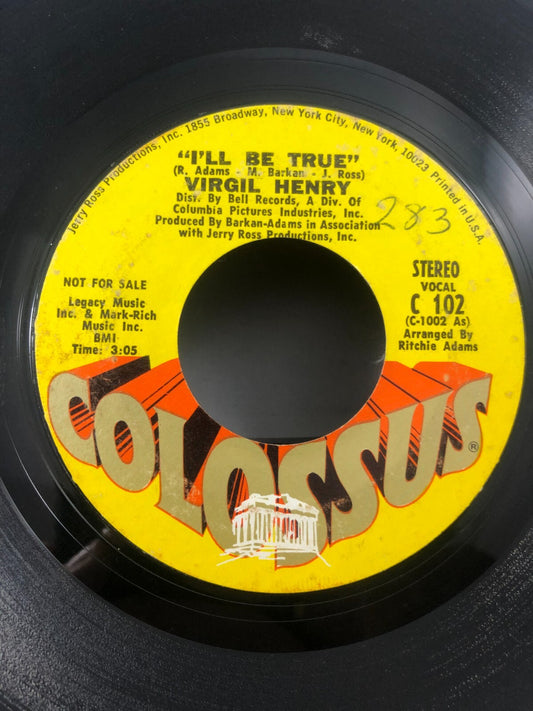 Jerry Ross Productions, Inc. 1855 Broadway, New York City, New York, 10023 Printed in U.S.A.
"I'LL BE TRUE"
(R. Adams - M. Barkan - J. Ross)
VIRGIL HENRY
Dist. By Bell Records, A Div. Of
Columbia Pictures Industries, Inc.
Produced By Barkan-Adams in Association
with Jerry Ross Productions, Inc.
283
NOT FOR SALE
Legacy Music
Inc. & Mark-Rich
Music Inc.
BMI
Time: 3:05
STEREO
VOCAL
C 102
(C-1002 As)
Arranged By
Ritchie Adams
COLOSSUS®